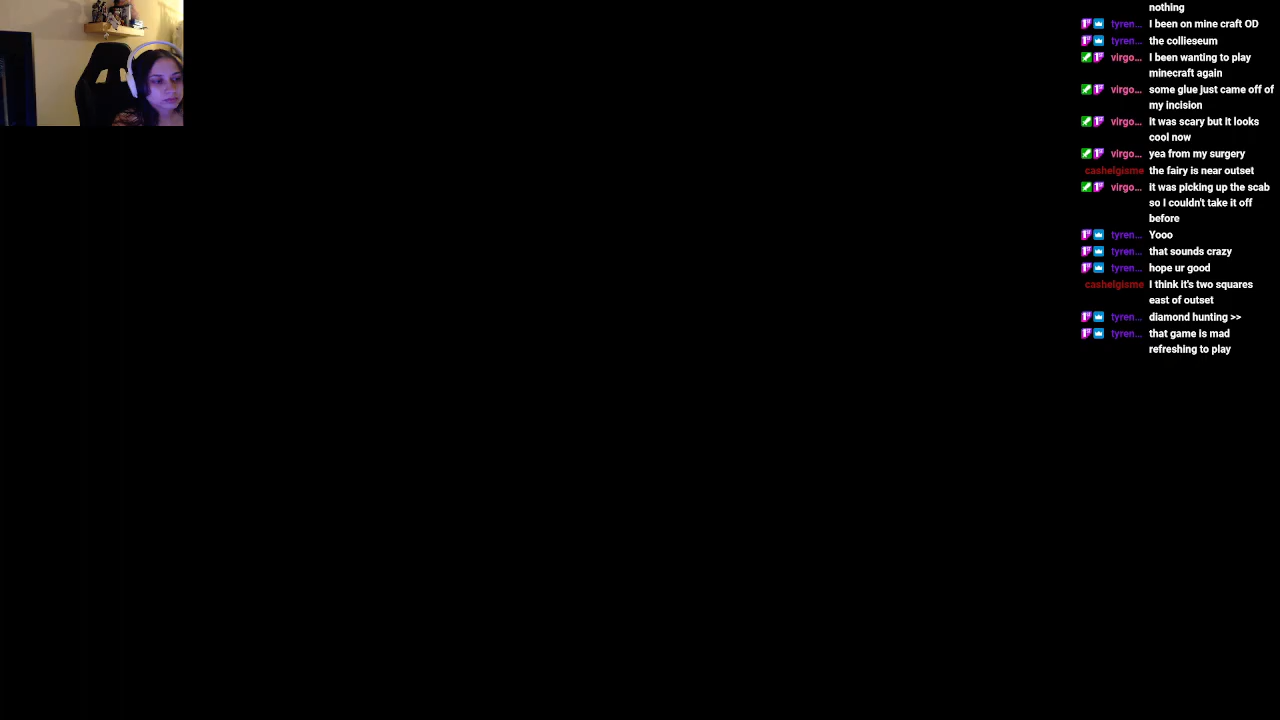 nothing
tyren... I been on mine craft OD
tyren... the collieseum
virgo... I been wanting to play
minecraft again
virgo... some glue just came off of
my incision
virgo... it was scary but it looks
cool now
virgo... yea from my surgery
cashelgisme the fairy is near outset
virgo... it was picking up the scab
so I couldn't take it off
before
tyren... Yooo
tyren... that sounds crazy
tyren... hope ur good
cashelgisme I think it's two squares
east of outset
tyren... diamond hunting >>
tyren... that game is mad
refreshing to play